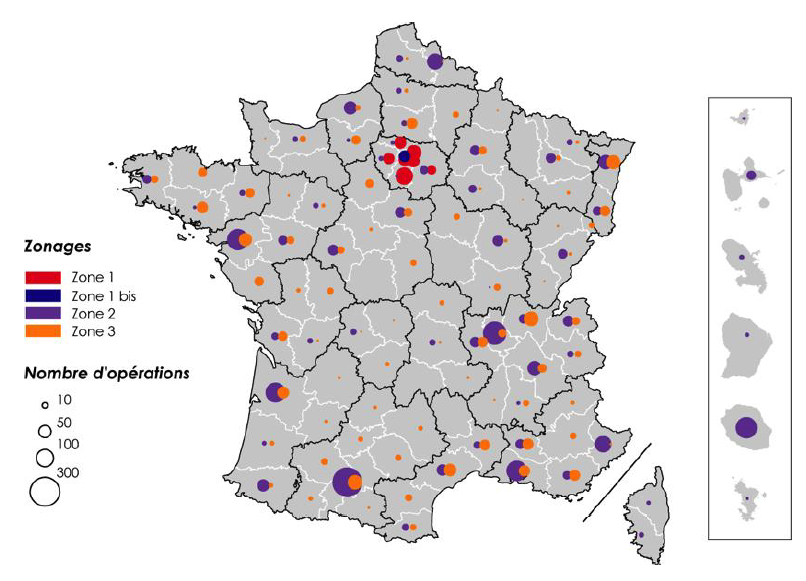 Zonages
Zone 1
Zone 1 bis
Zone 2
Zone 3
Nombre d'opérations
10
50
100
300